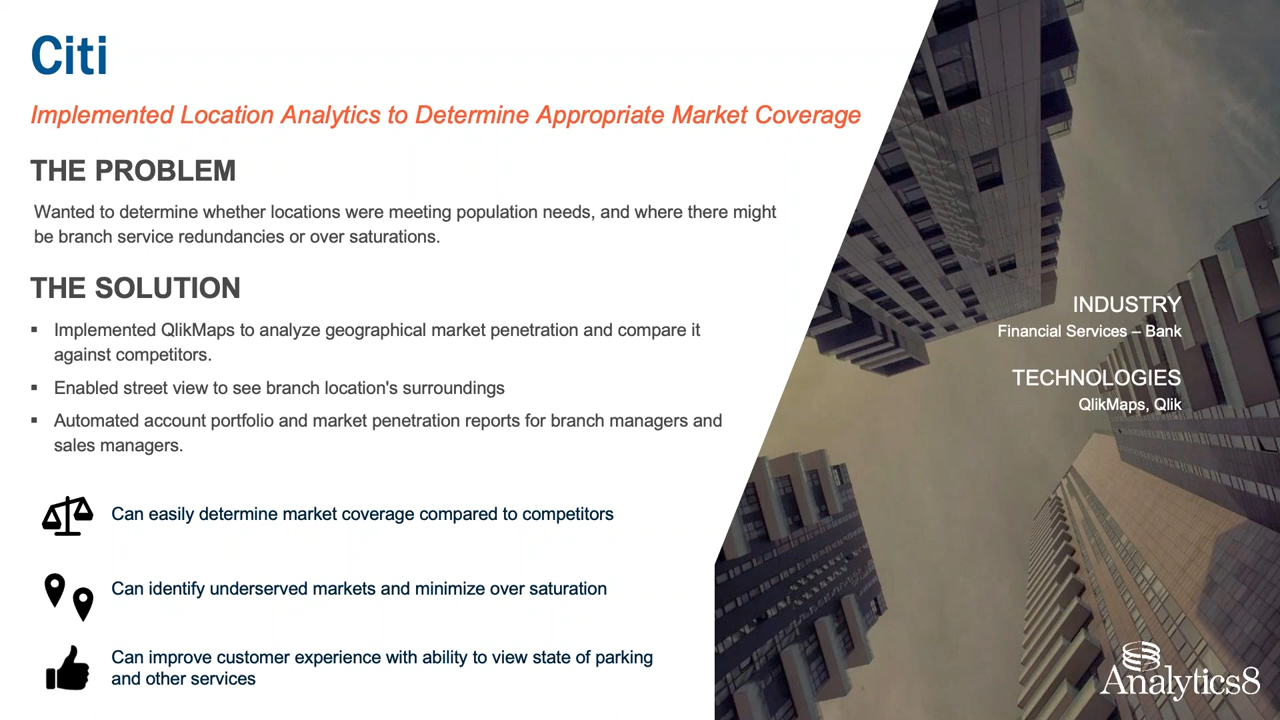 Citi
Implemented Location Analytics to Determine Appropriate Market Coverage
THE PROBLEM
Wanted to determine whether locations were meeting population needs, and where there might
be branch service redundancies or over saturations.
THE SOLUTION
▪ Implemented QlikMaps to analyze geographical market penetration and compare it
against competitors.
▪ Enabled street view to see branch location's surroundings
▪ Automated account portfolio and market penetration reports for branch managers and
sales managers.
Can easily determine market coverage compared to competitors
Can identify underserved markets and minimize over saturation
Can improve customer experience with ability to view state of parking
and other services
INDUSTRY
Financial Services – Bank
TECHNOLOGIES
QlikMaps, Qlik
Analytics8